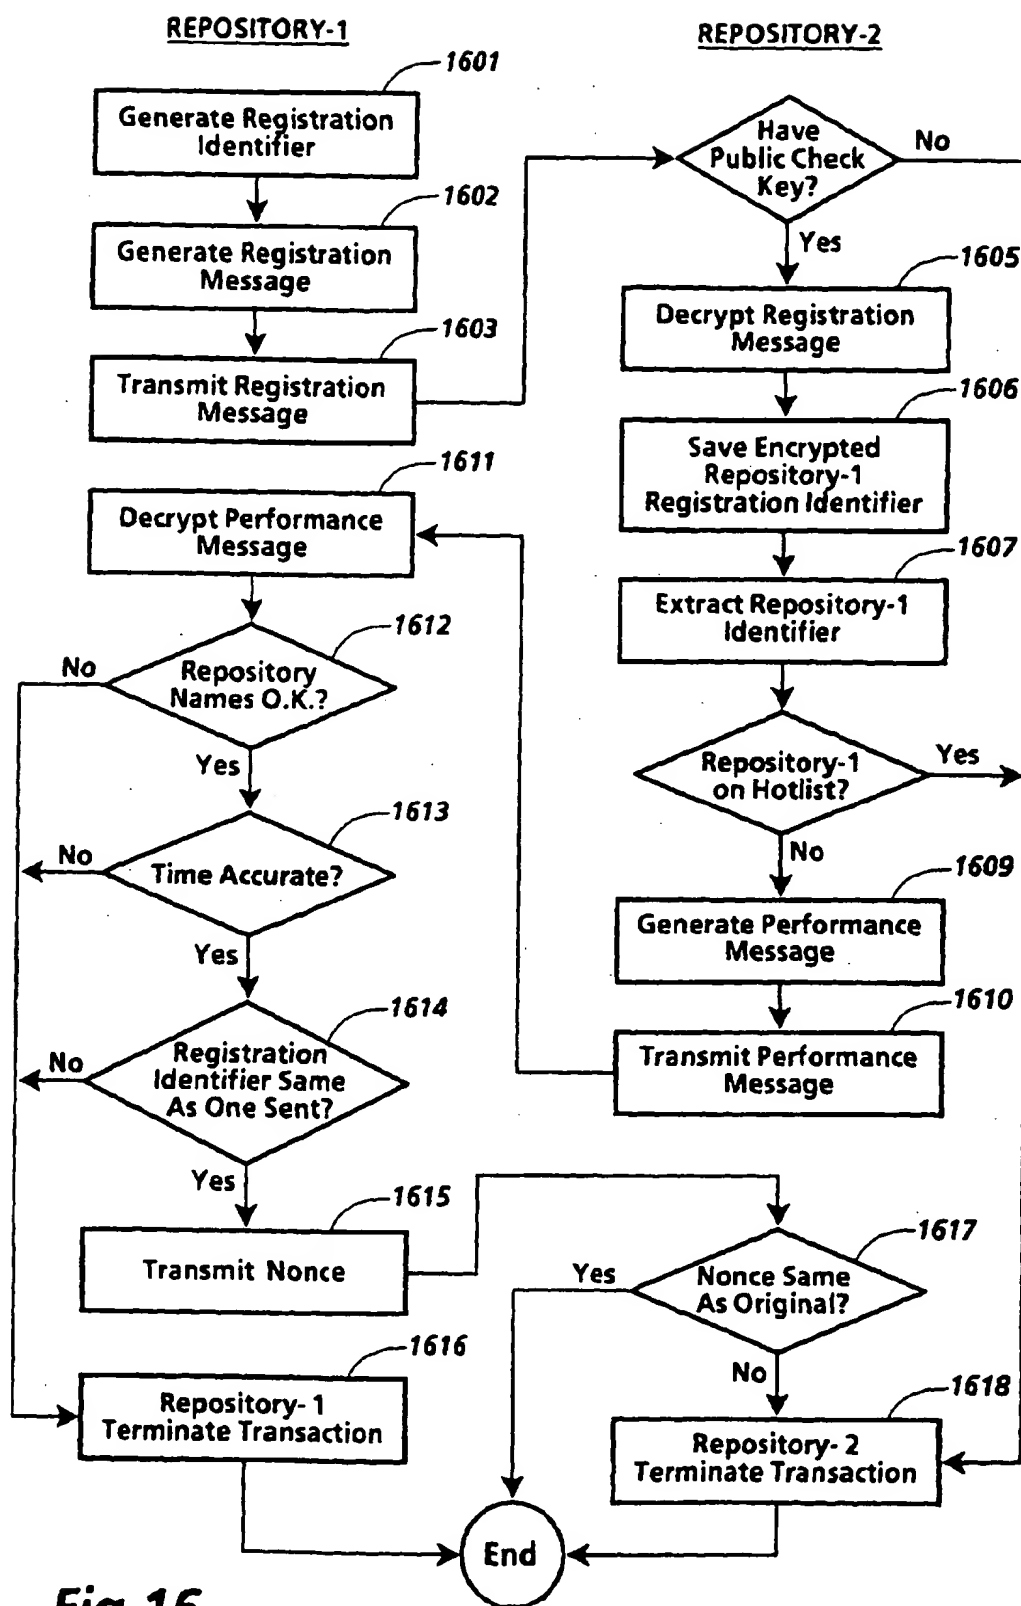 REPOSITORY-1
1601
Generate Registration
Identifier
1602
Generate Registration
Message
1603
Transmit Registration
Message
1611
Decrypt Performance
Message
1612
No
Repository
Names O.K.?
Yes
1613
No
Time Accurate?
Yes
1614
No
Registration
Identifier Same
As One Sent?
Yes
1615
Transmit Nonce
1616
Repository- 1
Terminate Transaction
REPOSITORY-2
Have
Public Check
Key?
No
Yes
1605
Decrypt Registration
Message
1606
Save Encrypted
Repository-1
Registration Identifier
1607
Extract Repository-1
Identifier
Repository-1
on Hotlist?
Yes
No
1609
Generate Performance
Message
1610
Transmit Performance
Message
1617
Yes
Nonce Same
As Original?
No
1618
Repository- 2
Terminate Transaction
End
Fig.16